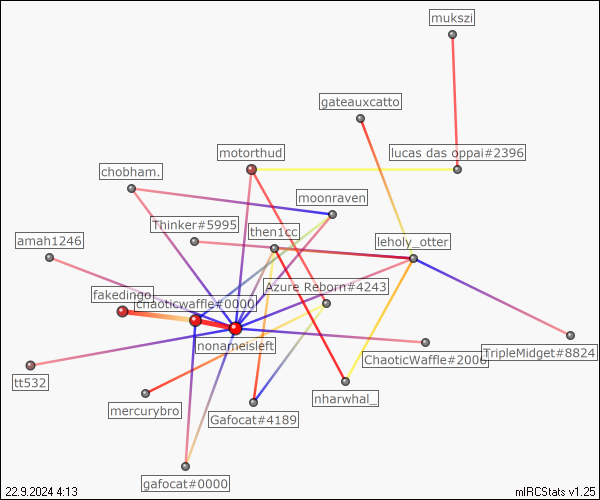 mukszi
gateauxcatto
lucas das oppai#2396
motorthud
chobham.
moonraven
Thinker#5995
then1cc
amah1246
leholy_otter
Azure Reborn#4243
fakedingo
chaoticwaffle#0000
nonameisleft
ChaoticWaffle#2006
TripleMidget#8824
tt532
nharwhal_
mercurybro
Gafocat#4189
gafocat#0000
22.9.2024 4:13
mIRCStats v1.25